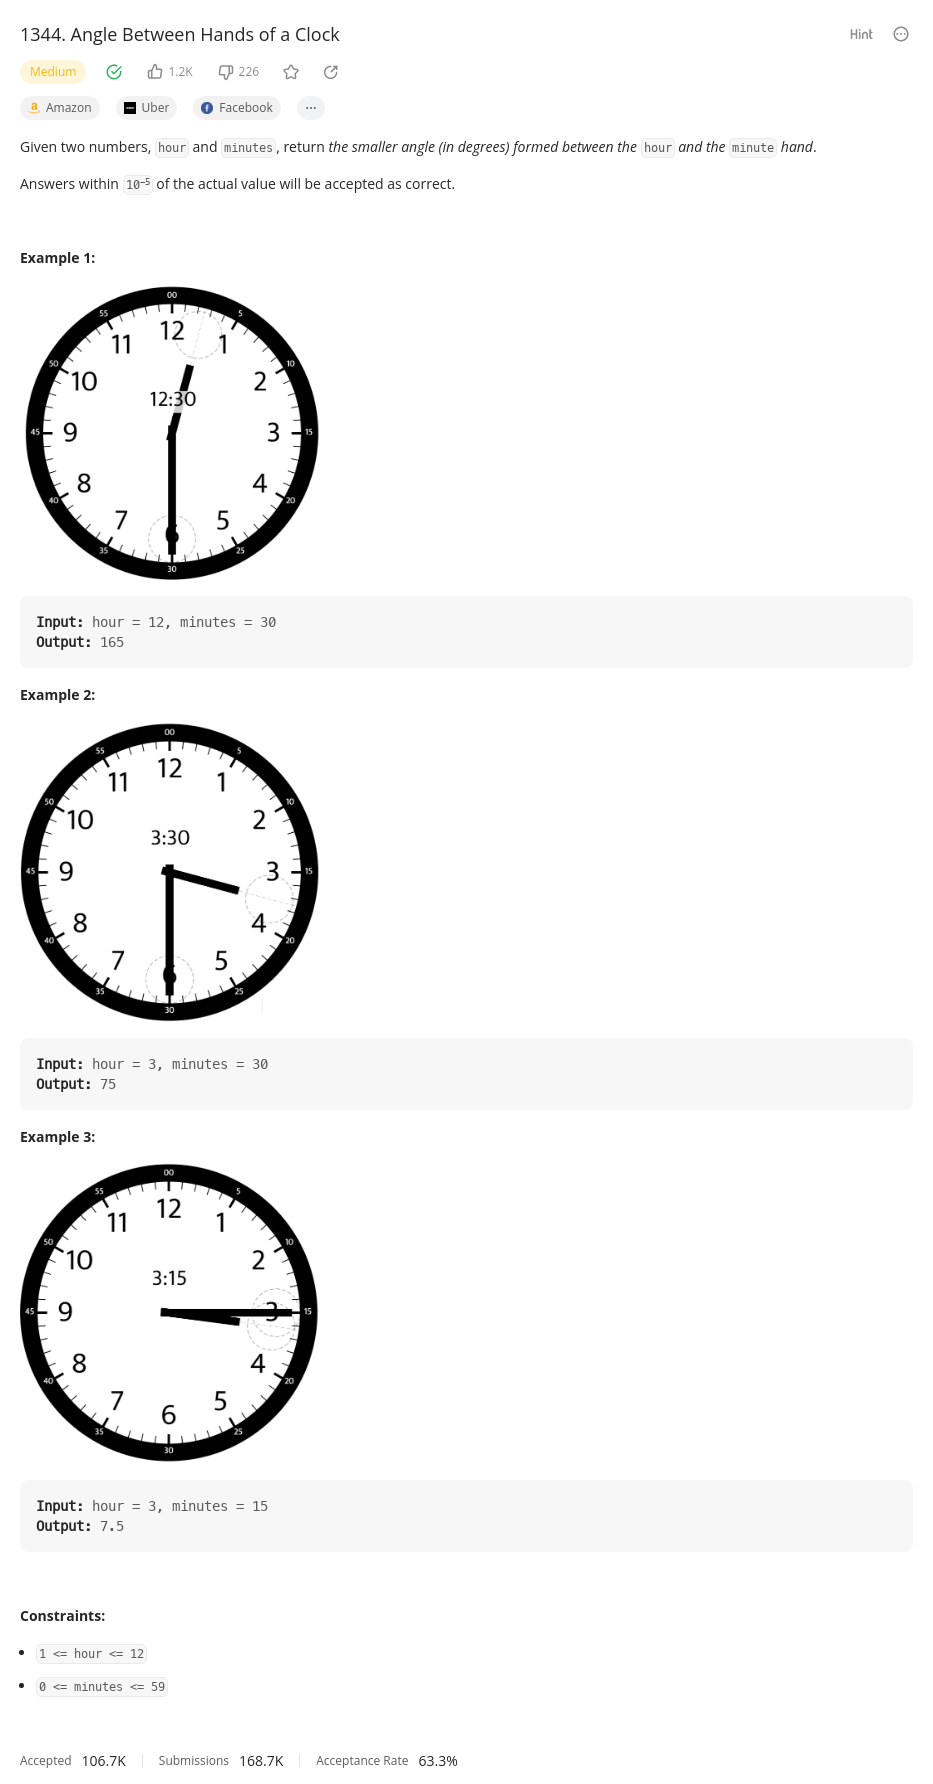 1344. Angle Between Hands of a Clock
Hint
Medium 1.2K 226
Amazon Uber Facebook ...
Given two numbers, hour and minutes, return the smaller angle (in degrees) formed between the hour and the minute hand.
Answers within 10⁻⁵ of the actual value will be accepted as correct.
Example 1:
00
55 5
12
11 1
50 10
10 2
12:30
45 9 3 15
8 4
40 20
7 5
6
35 25
30
Input: hour = 12, minutes = 30
Output: 165
Example 2:
00
55 5
12
11 1
50 10
10 2
3:30
45 9 3 15
8 4
40 20
7 5
6
35 25
30
Input: hour = 3, minutes = 30
Output: 75
Example 3:
00
55 5
12
11 1
50 10
10 2
3:15
45 9 3 15
8 4
40 20
7 5
6
35 25
30
Input: hour = 3, minutes = 15
Output: 7.5
Constraints:
1 <= hour <= 12
0 <= minutes <= 59
Accepted 106.7K Submissions 168.7K Acceptance Rate 63.3%